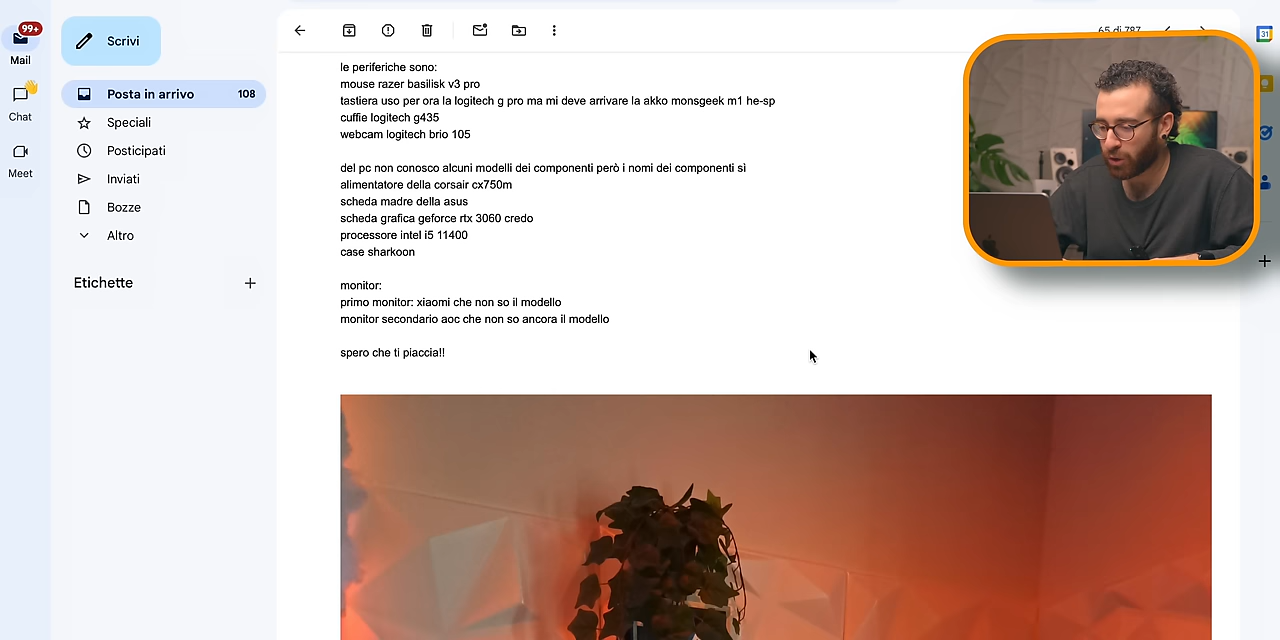 99+
Mail
Chat
Meet
Scrivi
Posta in arrivo 108
Speciali
Posticipati
Inviati
Bozze
Altro
Etichette
65 di 787
le periferiche sono:
mouse razer basilisk v3 pro
tastiera uso per ora la logitech g pro ma mi deve arrivare la akko monsgeek m1 he-sp
cuffie logitech g435
webcam logitech brio 105
del pc non conosco alcuni modelli dei componenti però i nomi dei componenti sì
alimentatore della corsair cx750m
scheda madre della asus
scheda grafica geforce rtx 3060 credo
processore intel i5 11400
case sharkoon
monitor:
primo monitor: xiaomi che non so il modello
monitor secondario aoc che non so ancora il modello
spero che ti piaccia!!
31